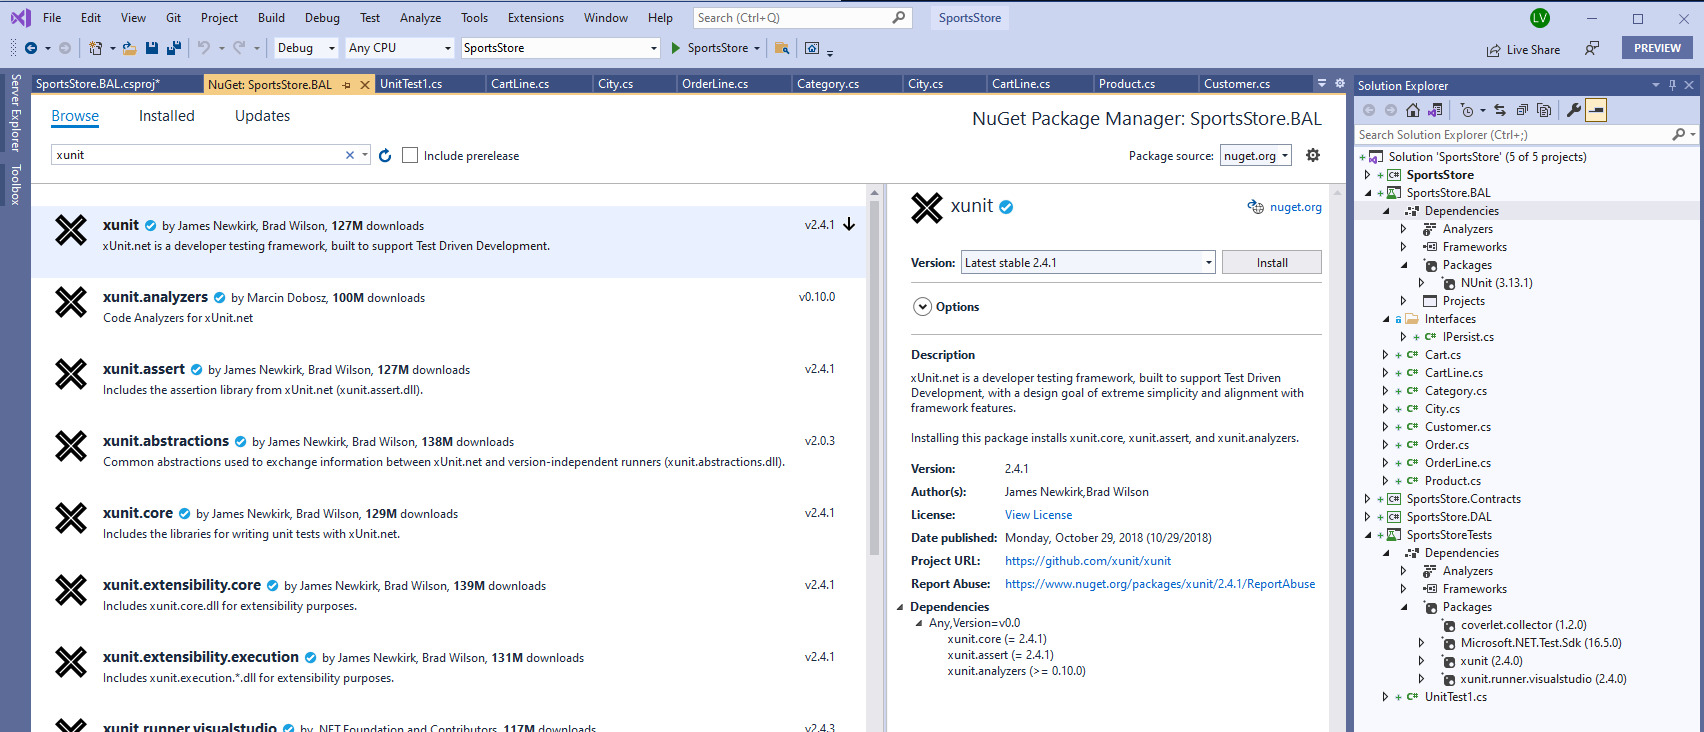 File Edit View Git Project Build Debug Test Analyze Tools Extensions Window Help Search (Ctrl+Q) SportsStore LV
Debug Any CPU SportsStore SportsStore Live Share PREVIEW
Server Explorer
Toolbox
SportsStore.BAL.csproj* NuGet: SportsStore.BAL UnitTest1.cs CartLine.cs City.cs OrderLine.cs Category.cs City.cs CartLine.cs Product.cs Customer.cs
Browse Installed Updates
NuGet Package Manager: SportsStore.BAL
xunit Include prerelease
Package source: nuget.org
xunit by James Newkirk, Brad Wilson, 127M downloads v2.4.1
xUnit.net is a developer testing framework, built to support Test Driven Development.
xunit.analyzers by Marcin Dobosz, 100M downloads v0.10.0
Code Analyzers for xUnit.net
xunit.assert by James Newkirk, Brad Wilson, 127M downloads v2.4.1
Includes the assertion library from xUnit.net (xunit.assert.dll).
xunit.abstractions by James Newkirk, Brad Wilson, 138M downloads v2.0.3
Common abstractions used to exchange information between xUnit.net and version-independent runners (xunit.abstractions.dll).
xunit.core by James Newkirk, Brad Wilson, 129M downloads v2.4.1
Includes the libraries for writing unit tests with xUnit.net.
xunit.extensibility.core by James Newkirk, Brad Wilson, 139M downloads v2.4.1
Includes xunit.core.dll for extensibility purposes.
xunit.extensibility.execution by James Newkirk, Brad Wilson, 131M downloads v2.4.1
Includes xunit.execution.*.dll for extensibility purposes.
xunit.runner.visualstudio by .NET Foundation and Contributors, 117M downloads v2.4.3
xunit nuget.org
Version: Latest stable 2.4.1 Install
Options
Description
xUnit.net is a developer testing framework, built to support Test Driven
Development, with a design goal of extreme simplicity and alignment with
framework features.
Installing this package installs xunit.core, xunit.assert, and xunit.analyzers.
Version: 2.4.1
Author(s): James Newkirk,Brad Wilson
License: View License
Date published: Monday, October 29, 2018 (10/29/2018)
Project URL: https://github.com/xunit/xunit
Report Abuse: https://www.nuget.org/packages/xunit/2.4.1/ReportAbuse
Dependencies
Any,Version=v0.0
xunit.core (= 2.4.1)
xunit.assert (= 2.4.1)
xunit.analyzers (>= 0.10.0)
Solution Explorer
Search Solution Explorer (Ctrl+;)
Solution 'SportsStore' (5 of 5 projects)
C# SportsStore
SportsStore.BAL
Dependencies
Analyzers
Frameworks
Packages
NUnit (3.13.1)
Projects
Interfaces
C# IPersist.cs
C# Cart.cs
C# CartLine.cs
C# Category.cs
C# City.cs
C# Customer.cs
C# Order.cs
C# OrderLine.cs
C# Product.cs
C# SportsStore.Contracts
C# SportsStore.DAL
SportsStoreTests
Dependencies
Analyzers
Frameworks
Packages
coverlet.collector (1.2.0)
Microsoft.NET.Test.Sdk (16.5.0)
xunit (2.4.0)
xunit.runner.visualstudio (2.4.0)
C# UnitTest1.cs